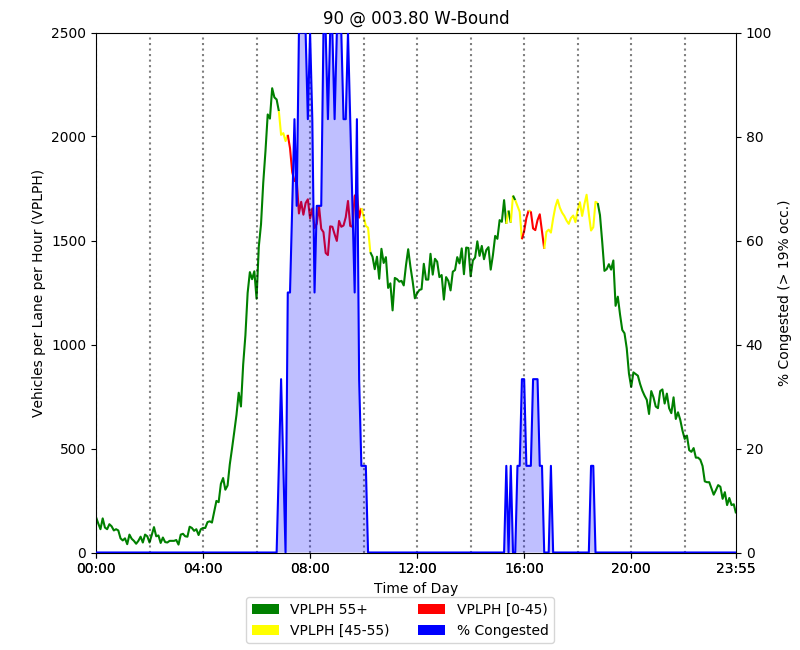 90 @ 003.80 W-Bound
2500
2000
1500
1000
500
0
Vehicles per Lane per Hour (VPLPH)
100
80
60
40
20
0
% Congested (> 19% occ.)
00:00 04:00 08:00 12:00 16:00 20:00 23:55
Time of Day
VPLPH 55+ VPLPH [0-45)
VPLPH [45-55) % Congested